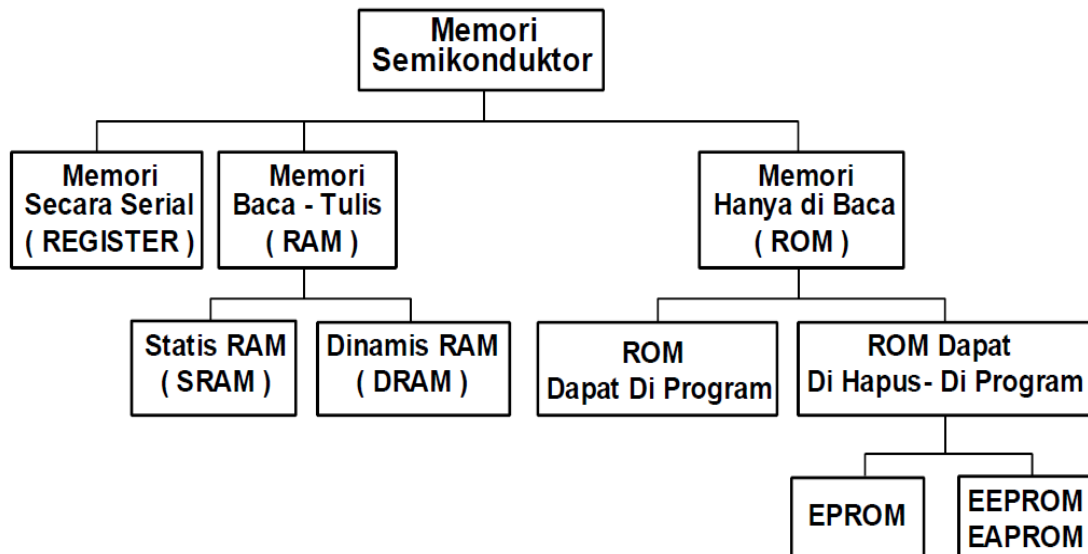 Memori
Semikonduktor
Memori
Secara Serial
( REGISTER )
Memori
Baca - Tulis
( RAM )
Memori
Hanya di Baca
( ROM )
Statis RAM
( SRAM )
Dinamis RAM
( DRAM )
ROM
Dapat Di Program
ROM Dapat
Di Hapus- Di Program
EPROM
EEPROM
EAPROM